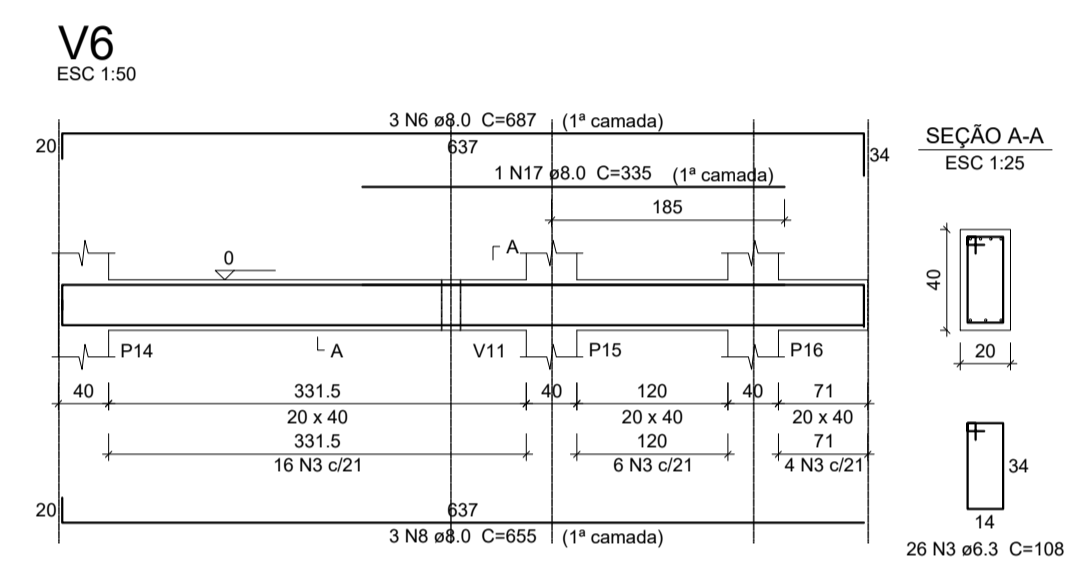 V6
ESC 1:50
3 N6 ø8.0 C=687 (1ª camada)
20
637
34
1 N17 ø8.0 C=335 (1ª camada)
185
SEÇÃO A-A
ESC 1:25
A
0
40
20
P14
A
V11
P15
P16
40 331.5 40 120 40 71
20 x 40 20 x 40 20 x 40
331.5 120 71
16 N3 c/21 6 N3 c/21 4 N3 c/21
34
14
26 N3 ø6.3 C=108
20
637
3 N8 ø8.0 C=655 (1ª camada)